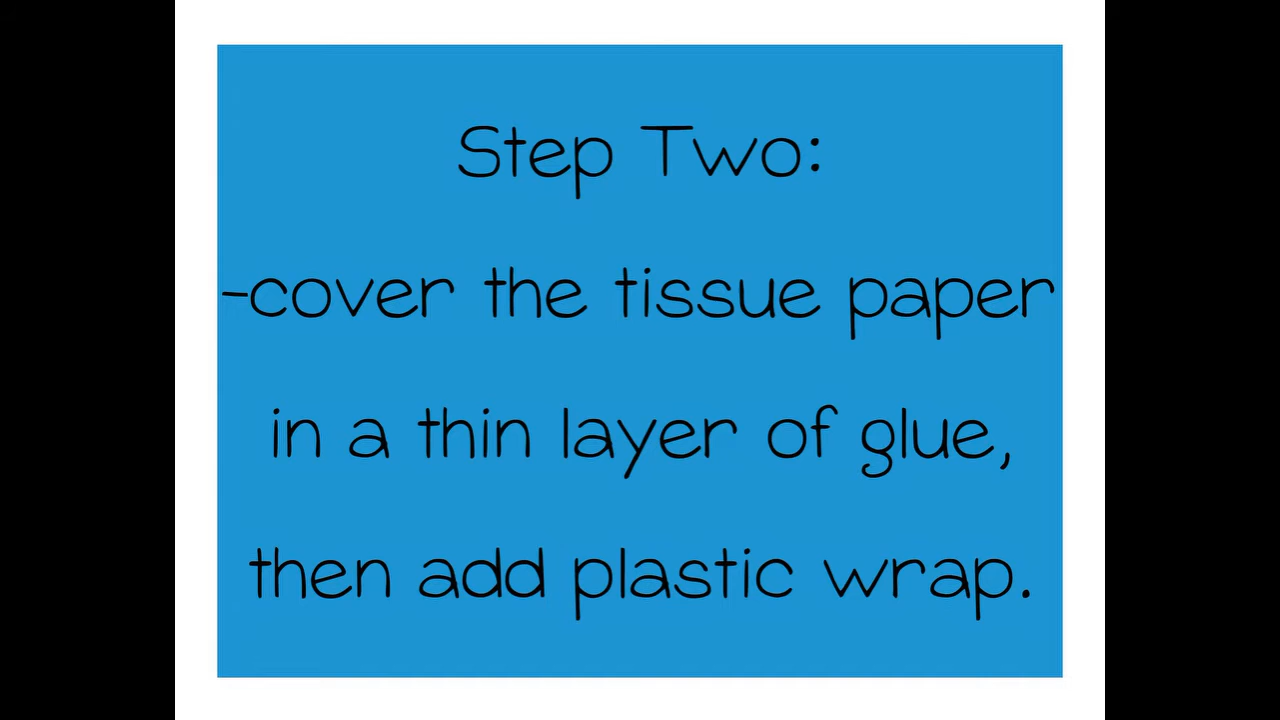 Step Two:
-cover the tissue paper
in a thin layer of glue,
then add plastic wrap.